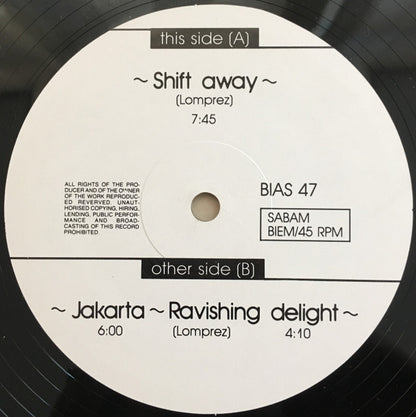 this side (A)
~ Shift away ~
(Lomprez)
7:45
ALL RIGHTS OF THE PRO-
DUCER AND OF THE OWNER
OF THE WORK REPRODUC-
ED REVERVED. UNAUT-
HORISED COPYING, HIRING,
LENDING, PUBLIC PERFOR-
MANCE AND BROAD-
CASTING OF THIS RECORD
PROHIBITED
BIAS 47
SABAM
BIEM/45 RPM
other side (B)
~ Jakarta ~ Ravishing delight ~
6:00 (Lomprez) 4:10